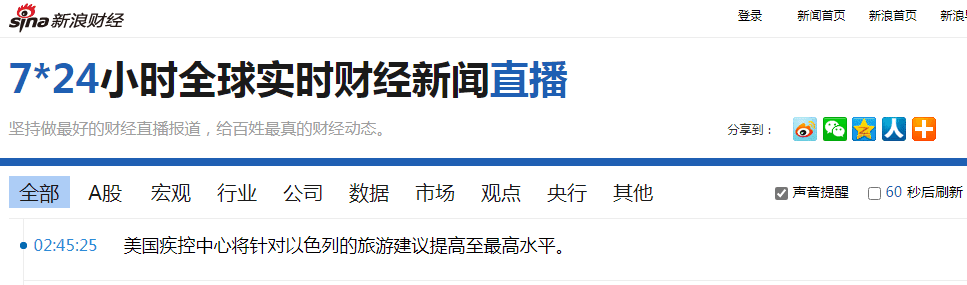 sina 新浪财经
登录 新闻首页 新浪首页 新浪
7*24小时全球实时财经新闻直播
坚持做最好的财经直播报道，给百姓最真的财经动态。
分享到：
全部 A股 宏观 行业 公司 数据 市场 观点 央行 其他 声音提醒 60 秒后刷新
02:45:25 美国疾控中心将针对以色列的旅游建议提高至最高水平。